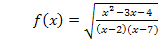 f(x) = √((x²−3x−4)/((x−2)(x−7)))